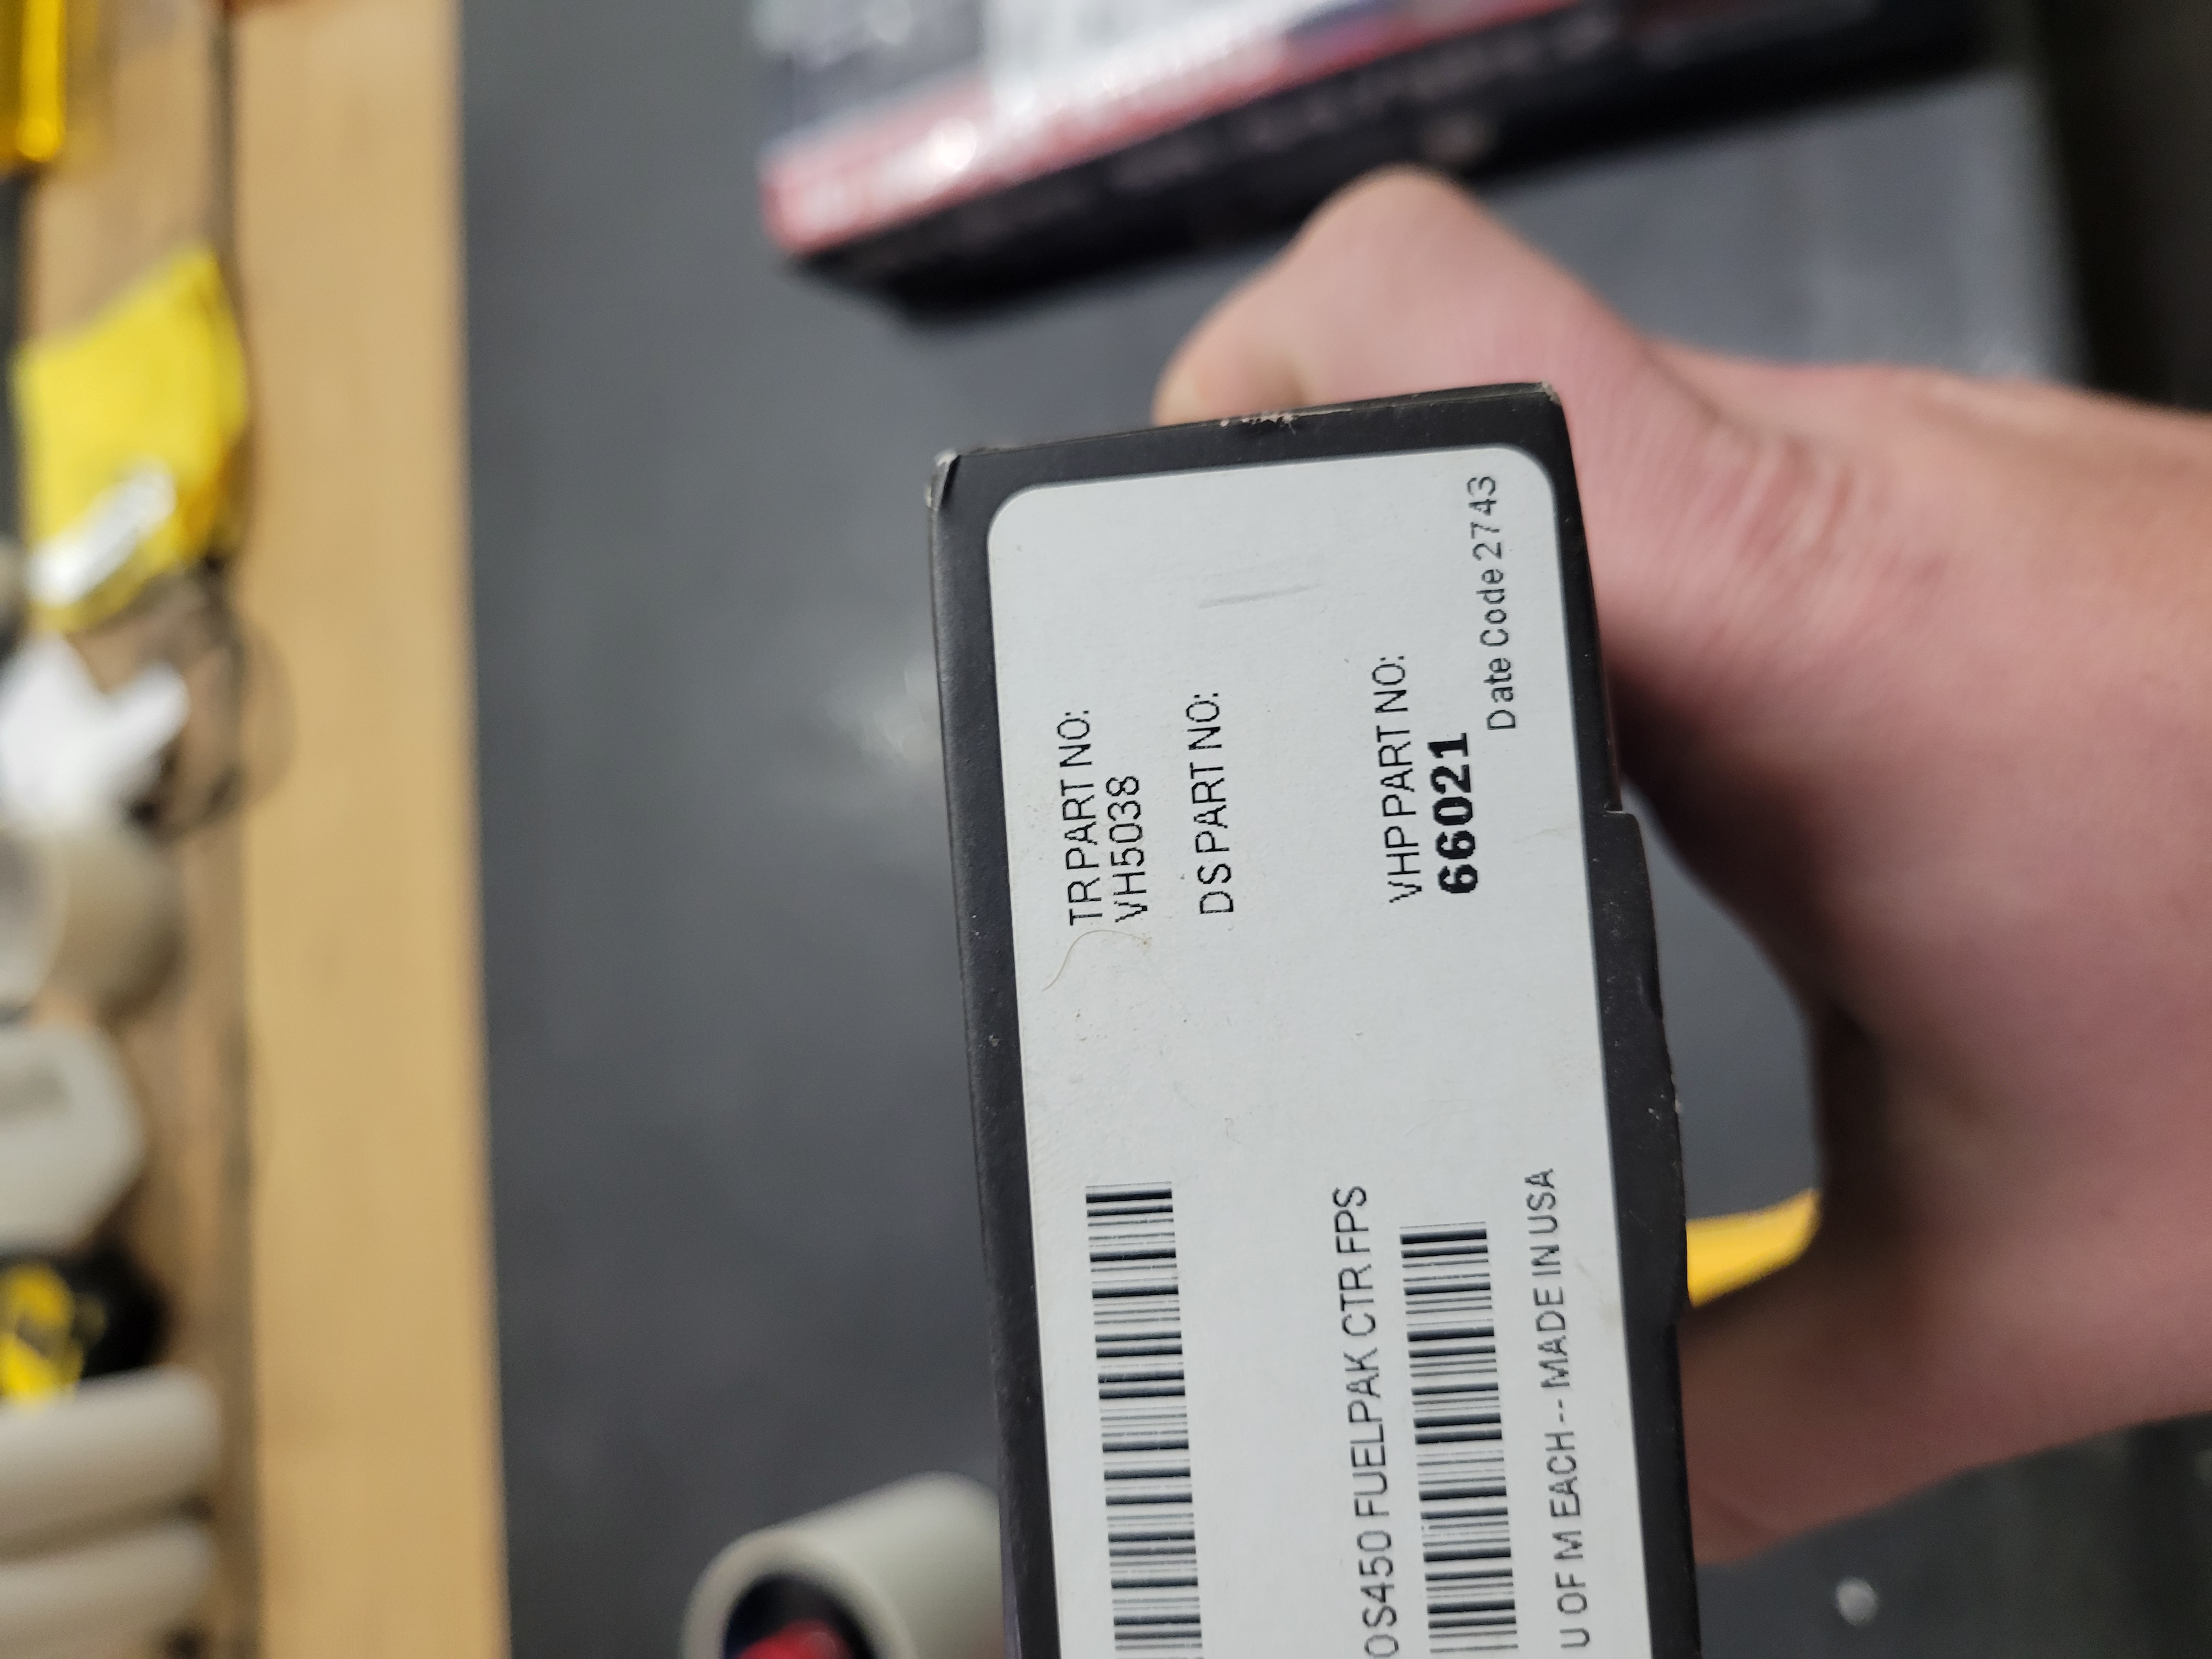 TR PART NO:
VH5038
DS PART NO:
VHP PART NO:
66021
Date Code 2743
0S450 FUELPAK CTR FPS
U OF M EACH -- MADE IN USA